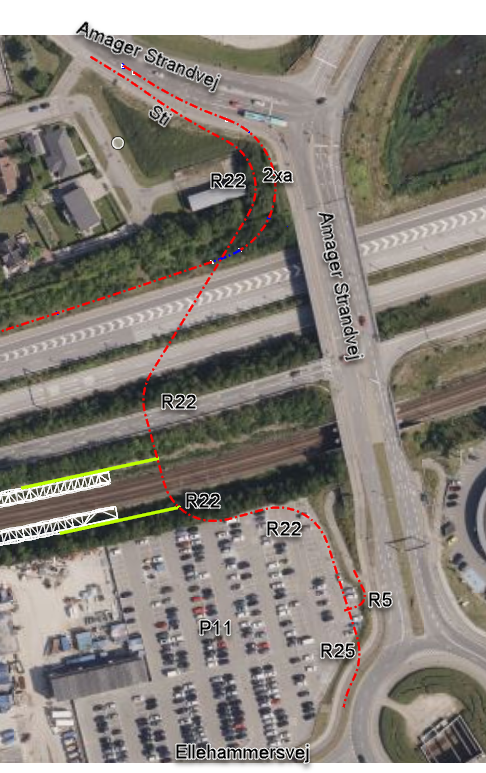 Amager Strandvej
Sti
R22
2xa
Amager Strandvej
R22
R22
R22
R5
P11
R25
Ellehammersvej